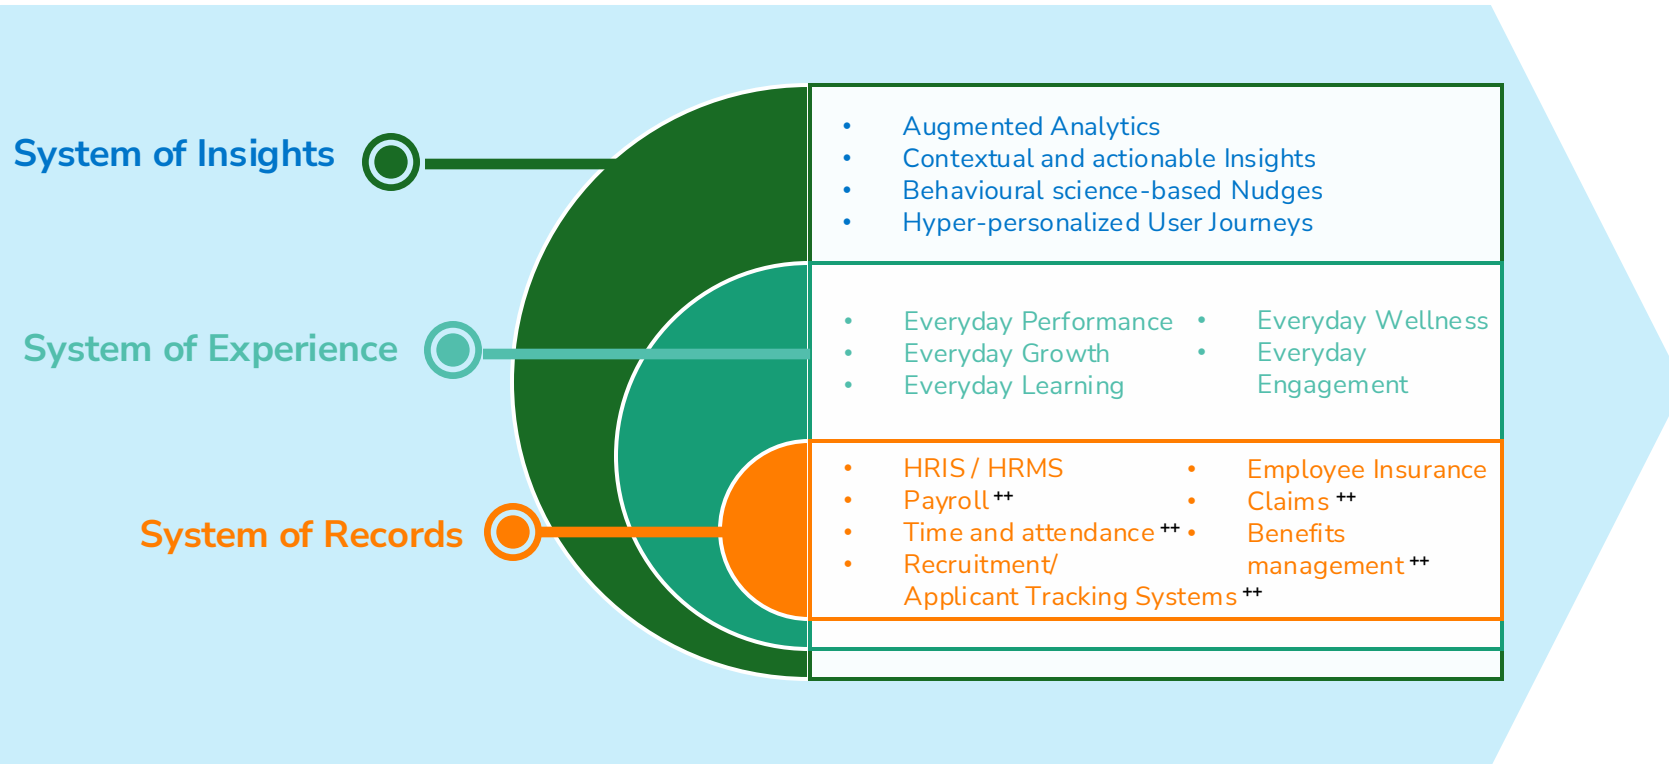 System of Insights
• Augmented Analytics
• Contextual and actionable Insights
• Behavioural science-based Nudges
• Hyper-personalized User Journeys
System of Experience
• Everyday Performance
• Everyday Growth
• Everyday Learning
• Everyday Wellness
• Everyday
Engagement
System of Records
• HRIS / HRMS
• Payroll ++
• Time and attendance ++
• Recruitment/
Applicant Tracking Systems ++
• Employee Insurance
• Claims ++
• Benefits
management ++